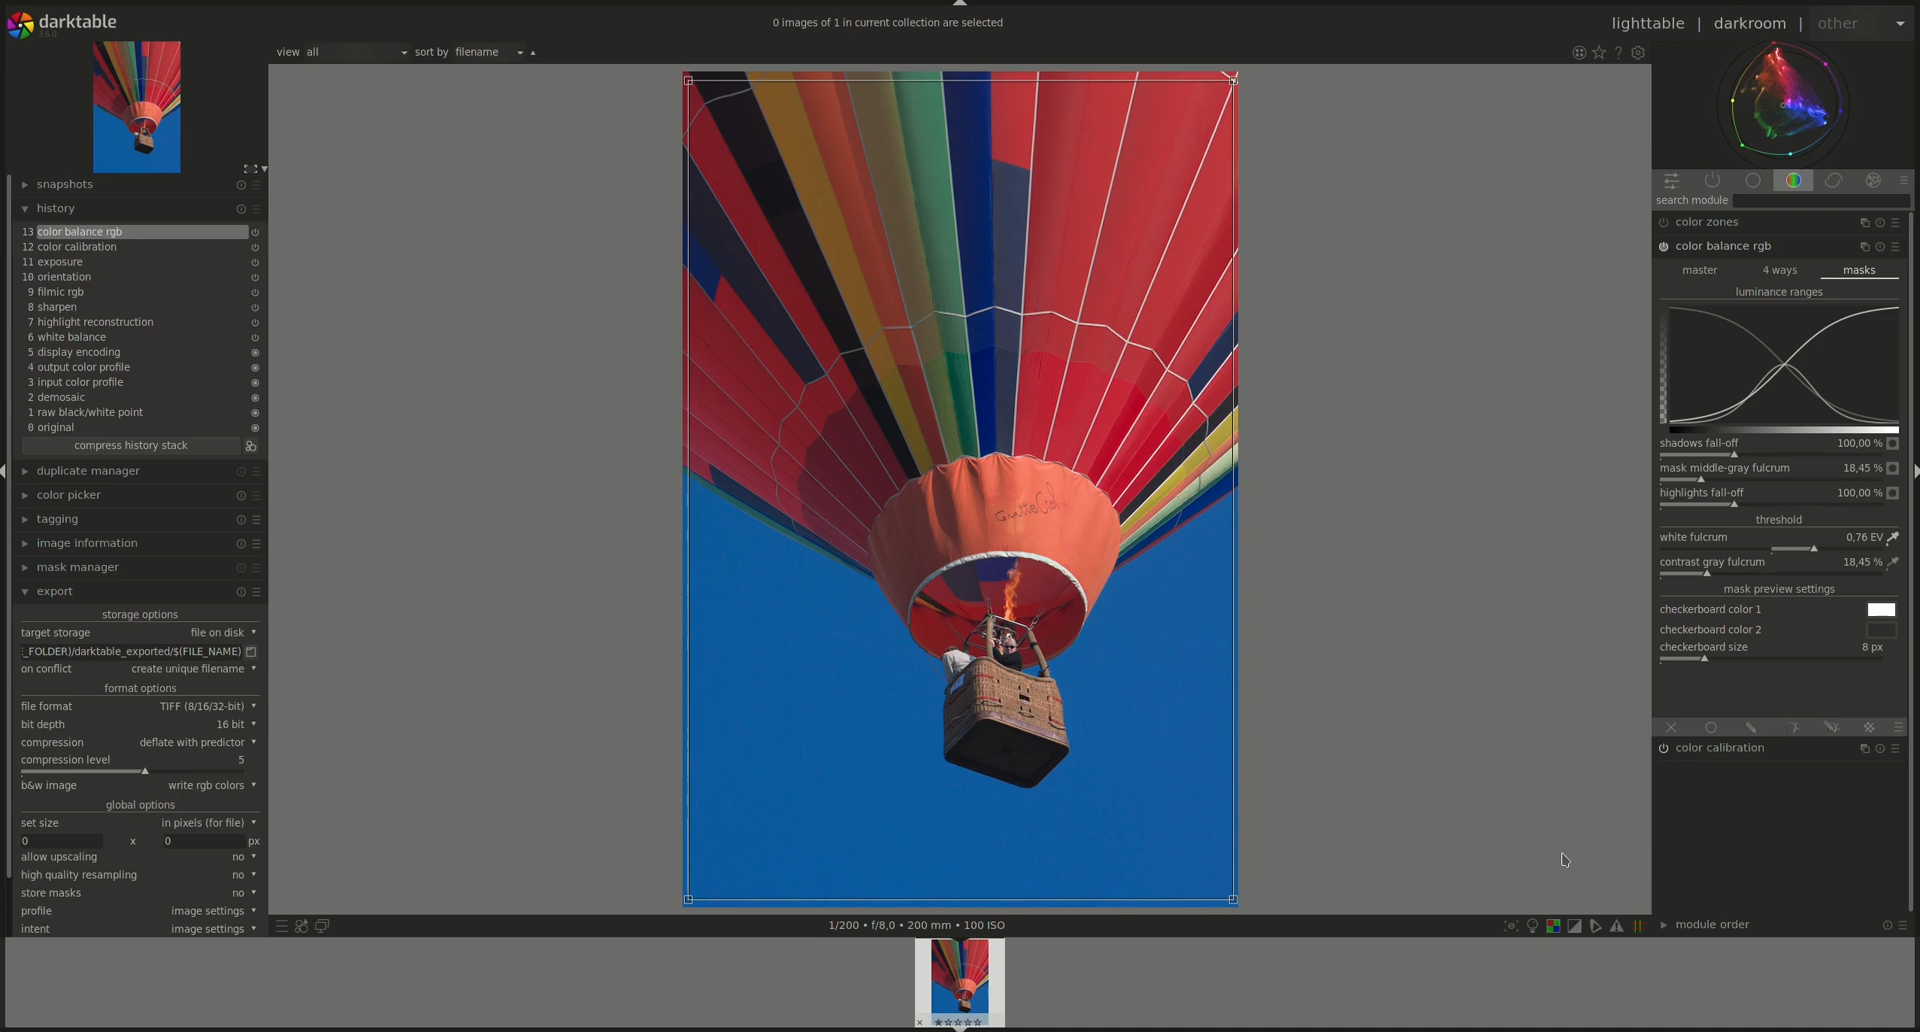 darktable
3.6.0
0 images of 1 in current collection are selected
lighttable | darkroom | other
view all sort by filename
snapshots
history
13 color balance rgb
12 color calibration
11 exposure
10 orientation
9 filmic rgb
8 sharpen
7 highlight reconstruction
6 white balance
5 display encoding
4 output color profile
3 input color profile
2 demosaic
1 raw black/white point
0 original
compress history stack
duplicate manager
color picker
tagging
image information
mask manager
export
storage options
target storage file on disk
_FOLDER)/darktable_exported/$(FILE_NAME)
on conflict create unique filename
format options
file format TIFF (8/16/32-bit)
bit depth 16 bit
compression deflate with predictor
compression level 5
b&w image write rgb colors
global options
set size in pixels (for file)
0 x 0 px
allow upscaling no
high quality resampling no
store masks no
profile image settings
intent image settings
1/200 • f/8,0 • 200 mm • 100 ISO
search module
color zones
color balance rgb
master 4 ways masks
luminance ranges
shadows fall-off 100,00 %
mask middle-gray fulcrum 18,45 %
highlights fall-off 100,00 %
threshold
white fulcrum 0,76 EV
contrast gray fulcrum 18,45 %
mask preview settings
checkerboard color 1
checkerboard color 2
checkerboard size 8 px
color calibration
module order